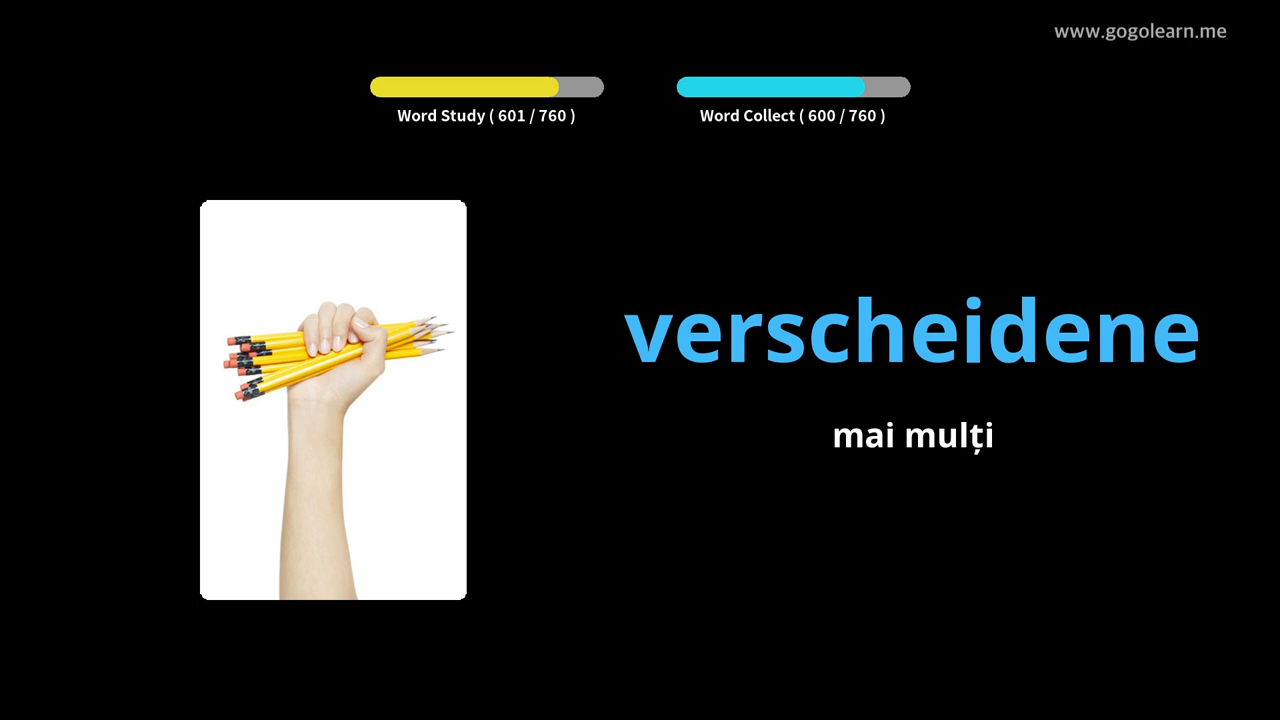 www.gogolearn.me
Word Study ( 601 / 760 )
Word Collect ( 600 / 760 )
verscheidene
mai mulți